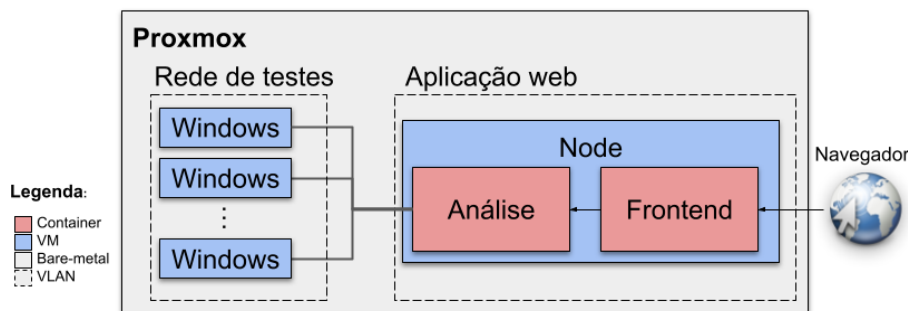 Proxmox
Rede de testes
Aplicação web
Windows
Windows
⋮
Windows
Node
Análise
Frontend
Navegador
Legenda:
Container
VM
Bare-metal
VLAN